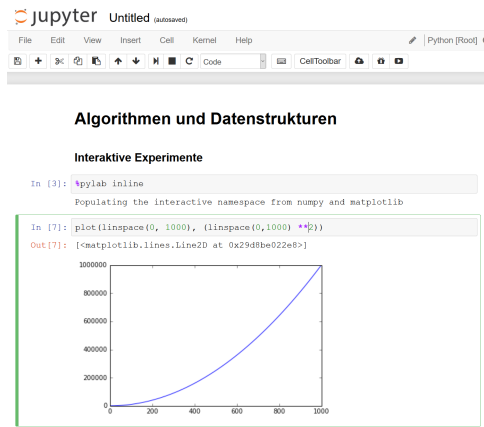 jupyter Untitled (autosaved)
File Edit View Insert Cell Kernel Help Python [Root]
Code CellToolbar
Algorithmen und Datenstrukturen
Interaktive Experimente
In [3]: %pylab inline
Populating the interactive namespace from numpy and matplotlib
In [7]: plot(linspace(0, 1000), (linspace(0,1000) **2))
Out[7]: [<matplotlib.lines.Line2D at 0x29d8be022e8>]
1000000
800000
600000
400000
200000
0
0 200 400 600 800 1000